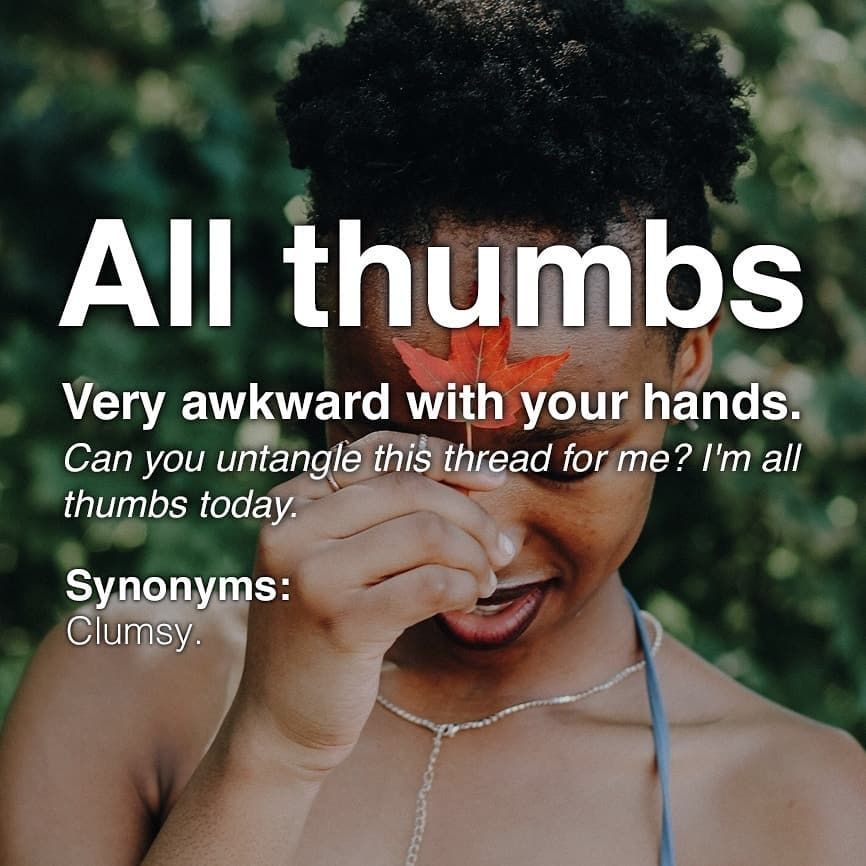 All thumbs
Very awkward with your hands.
Can you untangle this thread for me? I'm all
thumbs today.
Synonyms:
Clumsy.